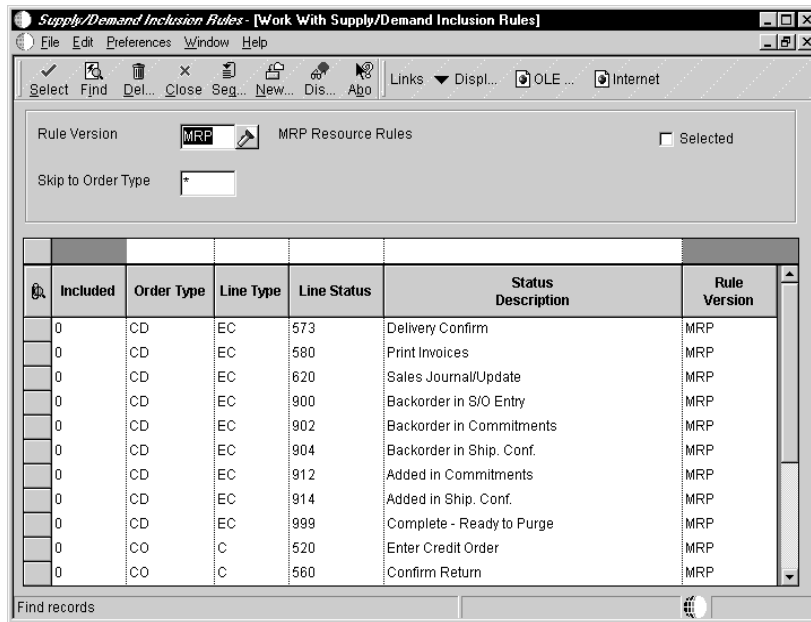 Supply/Demand Inclusion Rules - [Work With Supply/Demand Inclusion Rules]
File Edit Preferences Window Help
Select Find Del... Close Seq... New... Dis... Abo Links Displ... OLE ... Internet
Rule Version MRP MRP Resource Rules Selected
Skip to Order Type *
Included Order Type Line Type Line Status Status Description Rule Version
0 CD EC 573 Delivery Confirm MRP
0 CD EC 580 Print Invoices MRP
0 CD EC 620 Sales Journal/Update MRP
0 CD EC 900 Backorder in S/O Entry MRP
0 CD EC 902 Backorder in Commitments MRP
0 CD EC 904 Backorder in Ship. Conf. MRP
0 CD EC 912 Added in Commitments MRP
0 CD EC 914 Added in Ship. Conf. MRP
0 CD EC 999 Complete - Ready to Purge MRP
0 CO C 520 Enter Credit Order MRP
0 CO C 560 Confirm Return MRP
Find records